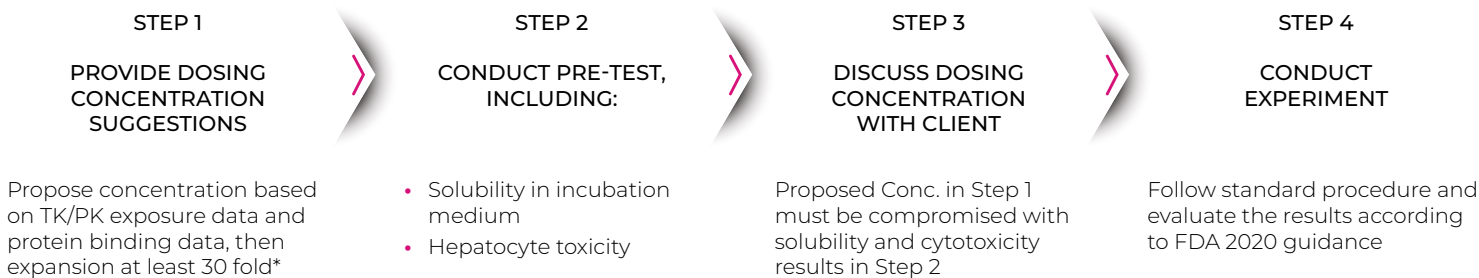 STEP 1
PROVIDE DOSING
CONCENTRATION
SUGGESTIONS
Propose concentration based
on TK/PK exposure data and
protein binding data, then
expansion at least 30 fold*
STEP 2
CONDUCT PRE-TEST,
INCLUDING:
• Solubility in incubation
medium
• Hepatocyte toxicity
STEP 3
DISCUSS DOSING
CONCENTRATION
WITH CLIENT
Proposed Conc. in Step 1
must be compromised with
solubility and cytotoxicity
results in Step 2
STEP 4
CONDUCT
EXPERIMENT
Follow standard procedure and
evaluate the results according
to FDA 2020 guidance